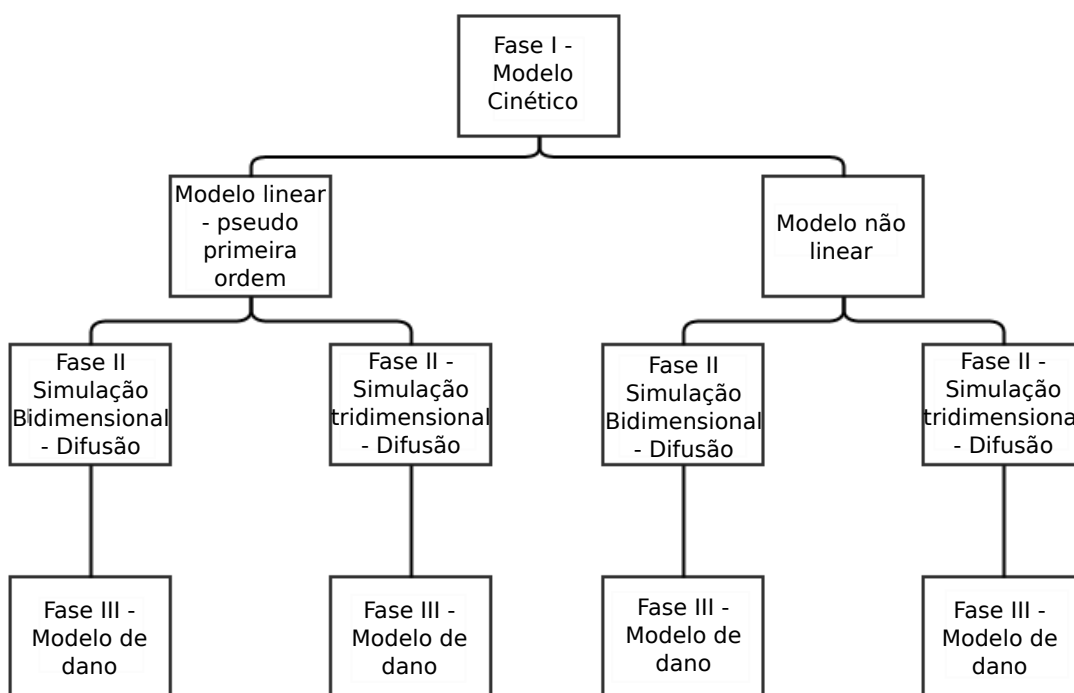 Fase I -
Modelo
Cinético
Modelo linear
- pseudo
primeira
ordem
Modelo não
linear
Fase II
Simulação
Bidimensional
- Difusão
Fase II -
Simulação
tridimensional
- Difusão
Fase II
Simulação
Bidimensional
- Difusão
Fase II -
Simulação
tridimensional
- Difusão
Fase III -
Modelo de
dano
Fase III -
Modelo de
dano
Fase III -
Modelo de
dano
Fase III -
Modelo de
dano